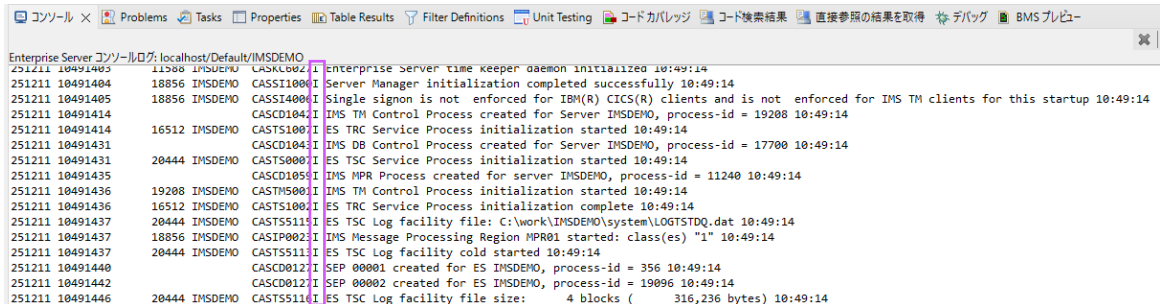 コンソール Problems Tasks Properties Table Results Filter Definitions Unit Testing コードカバレッジ コード検索結果 直接参照の結果を取得 デバッグ BMS プレビュー
Enterprise Server コンソールログ: localhost/Default/IMSDEMO
251211 10491403 11588 IMSDEMO CASKC6027I Enterprise Server time keeper daemon initialized 10:49:14
251211 10491404 18856 IMSDEMO CASSI1000I Server Manager initialization completed successfully 10:49:14
251211 10491405 18856 IMSDEMO CASSI4006I Single signon is not enforced for IBM(R) CICS(R) clients and is not enforced for IMS TM clients for this startup 10:49:14
251211 10491414 CASCD1042I IMS TM Control Process created for Server IMSDEMO, process-id = 19208 10:49:14
251211 10491414 16512 IMSDEMO CASTS1007I ES TRC Service Process initialization started 10:49:14
251211 10491431 CASCD1043I IMS DB Control Process created for Server IMSDEMO, process-id = 17700 10:49:14
251211 10491431 20444 IMSDEMO CASTS0007I ES TSC Service Process initialization started 10:49:14
251211 10491435 CASCD1059I IMS MPR Process created for server IMSDEMO, process-id = 11240 10:49:14
251211 10491436 19208 IMSDEMO CASTM5001I IMS TM Control Process initialization started 10:49:14
251211 10491436 16512 IMSDEMO CASTS1002I ES TRC Service Process initialization complete 10:49:14
251211 10491437 20444 IMSDEMO CASTS5115I ES TSC Log facility file: C:\work\IMSDEMO\system\LOGTSTDQ.dat 10:49:14
251211 10491437 18856 IMSDEMO CASIP0023I IMS Message Processing Region MPR01 started: class(es) "1" 10:49:14
251211 10491437 20444 IMSDEMO CASTS5113I ES TSC Log facility cold started 10:49:14
251211 10491440 CASCD0127I SEP 00001 created for ES IMSDEMO, process-id = 356 10:49:14
251211 10491442 CASCD0127I SEP 00002 created for ES IMSDEMO, process-id = 19096 10:49:14
251211 10491446 20444 IMSDEMO CASTS5116I ES TSC Log facility file size: 4 blocks ( 316,236 bytes) 10:49:14